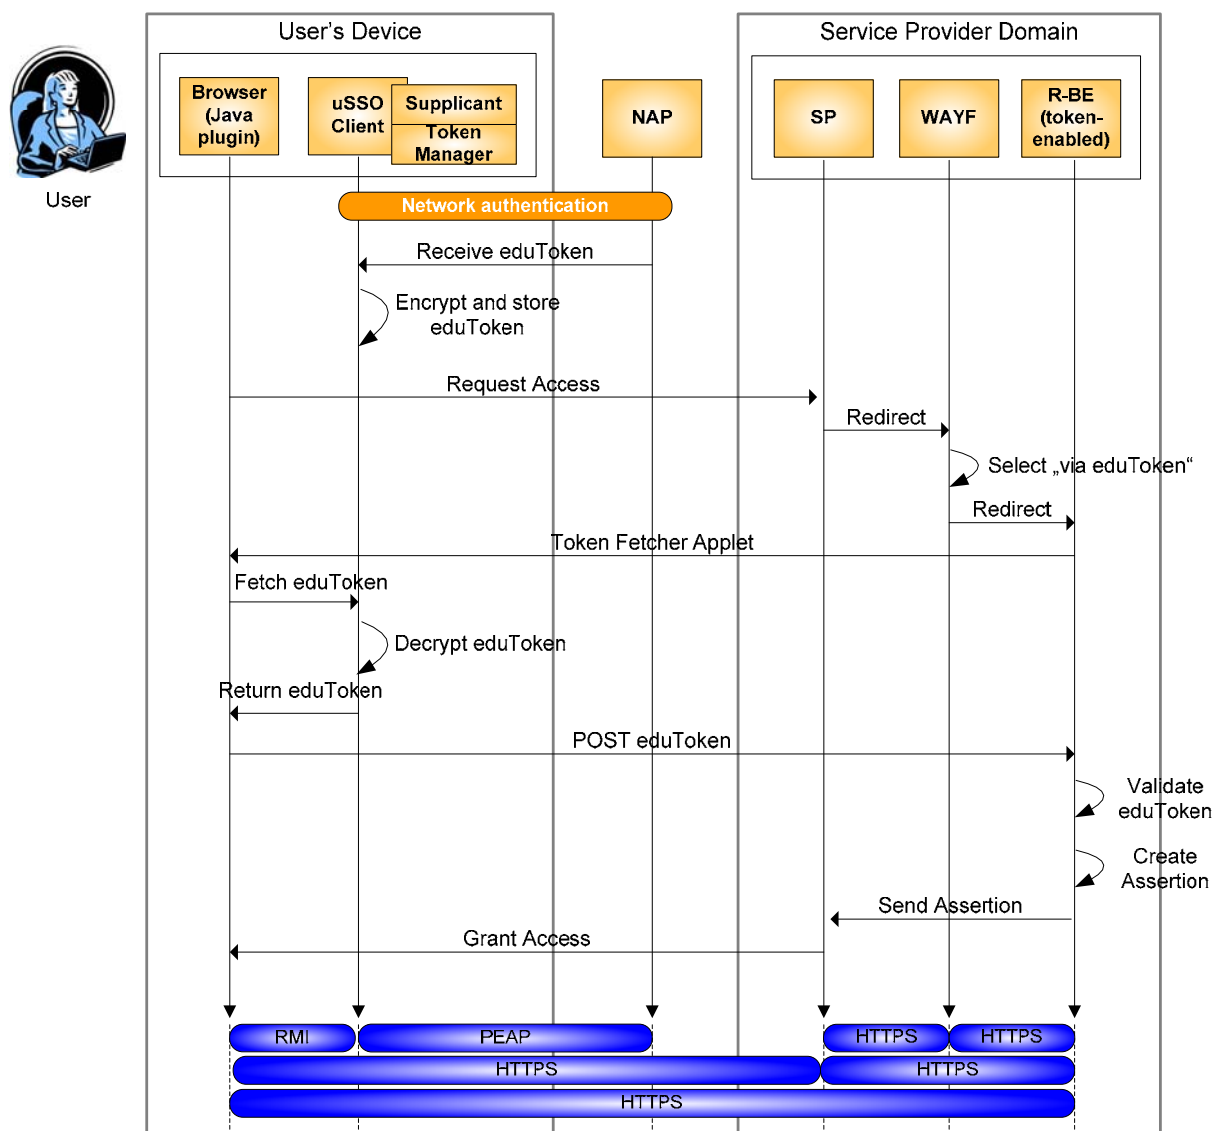 User's Device
Service Provider Domain
Browser
(Java
plugin)
uSSO
Client
Supplicant
Token
Manager
NAP
SP
WAYF
R-BE
(token-
enabled)
User
Network authentication
Receive eduToken
Encrypt and store
eduToken
Request Access
Redirect
Select „via eduToken“
Redirect
Token Fetcher Applet
Fetch eduToken
Decrypt eduToken
Return eduToken
POST eduToken
Validate
eduToken
Create
Assertion
Send Assertion
Grant Access
RMI
PEAP
HTTPS
HTTPS
HTTPS
HTTPS
HTTPS